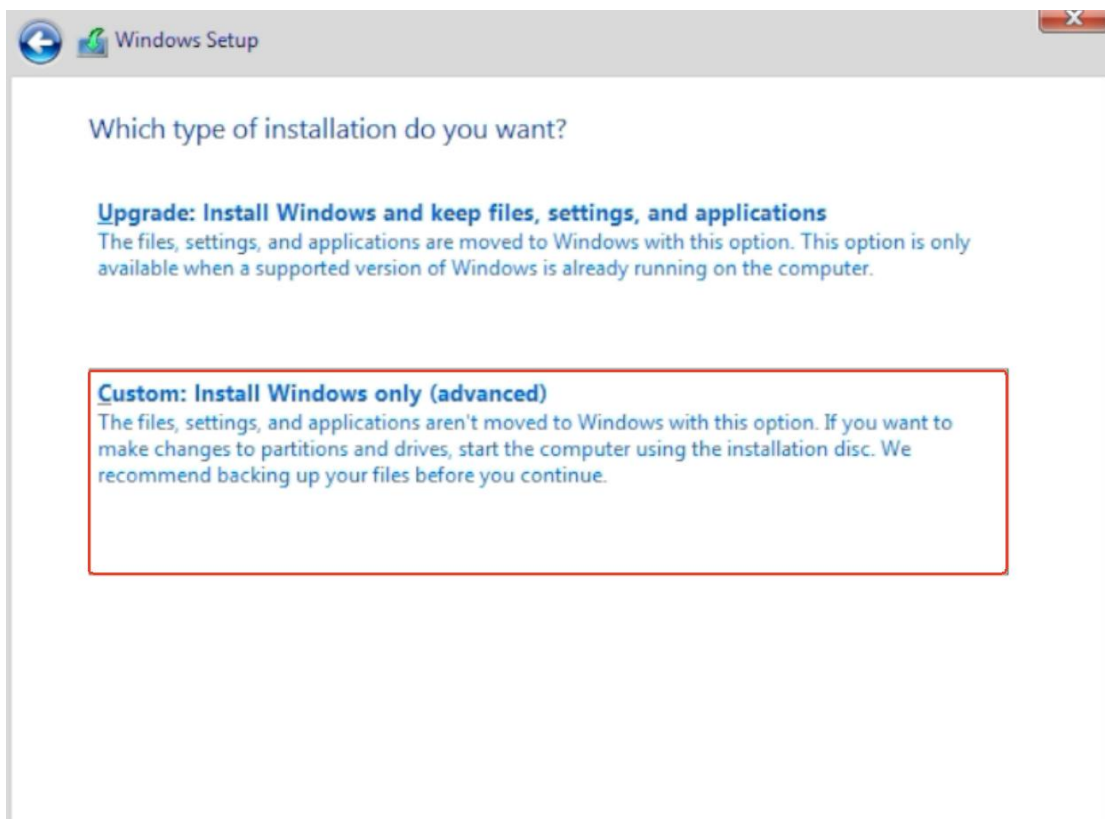 Windows Setup
Which type of installation do you want?
Upgrade: Install Windows and keep files, settings, and applications
The files, settings, and applications are moved to Windows with this option. This option is only
available when a supported version of Windows is already running on the computer.
Custom: Install Windows only (advanced)
The files, settings, and applications aren't moved to Windows with this option. If you want to
make changes to partitions and drives, start the computer using the installation disc. We
recommend backing up your files before you continue.